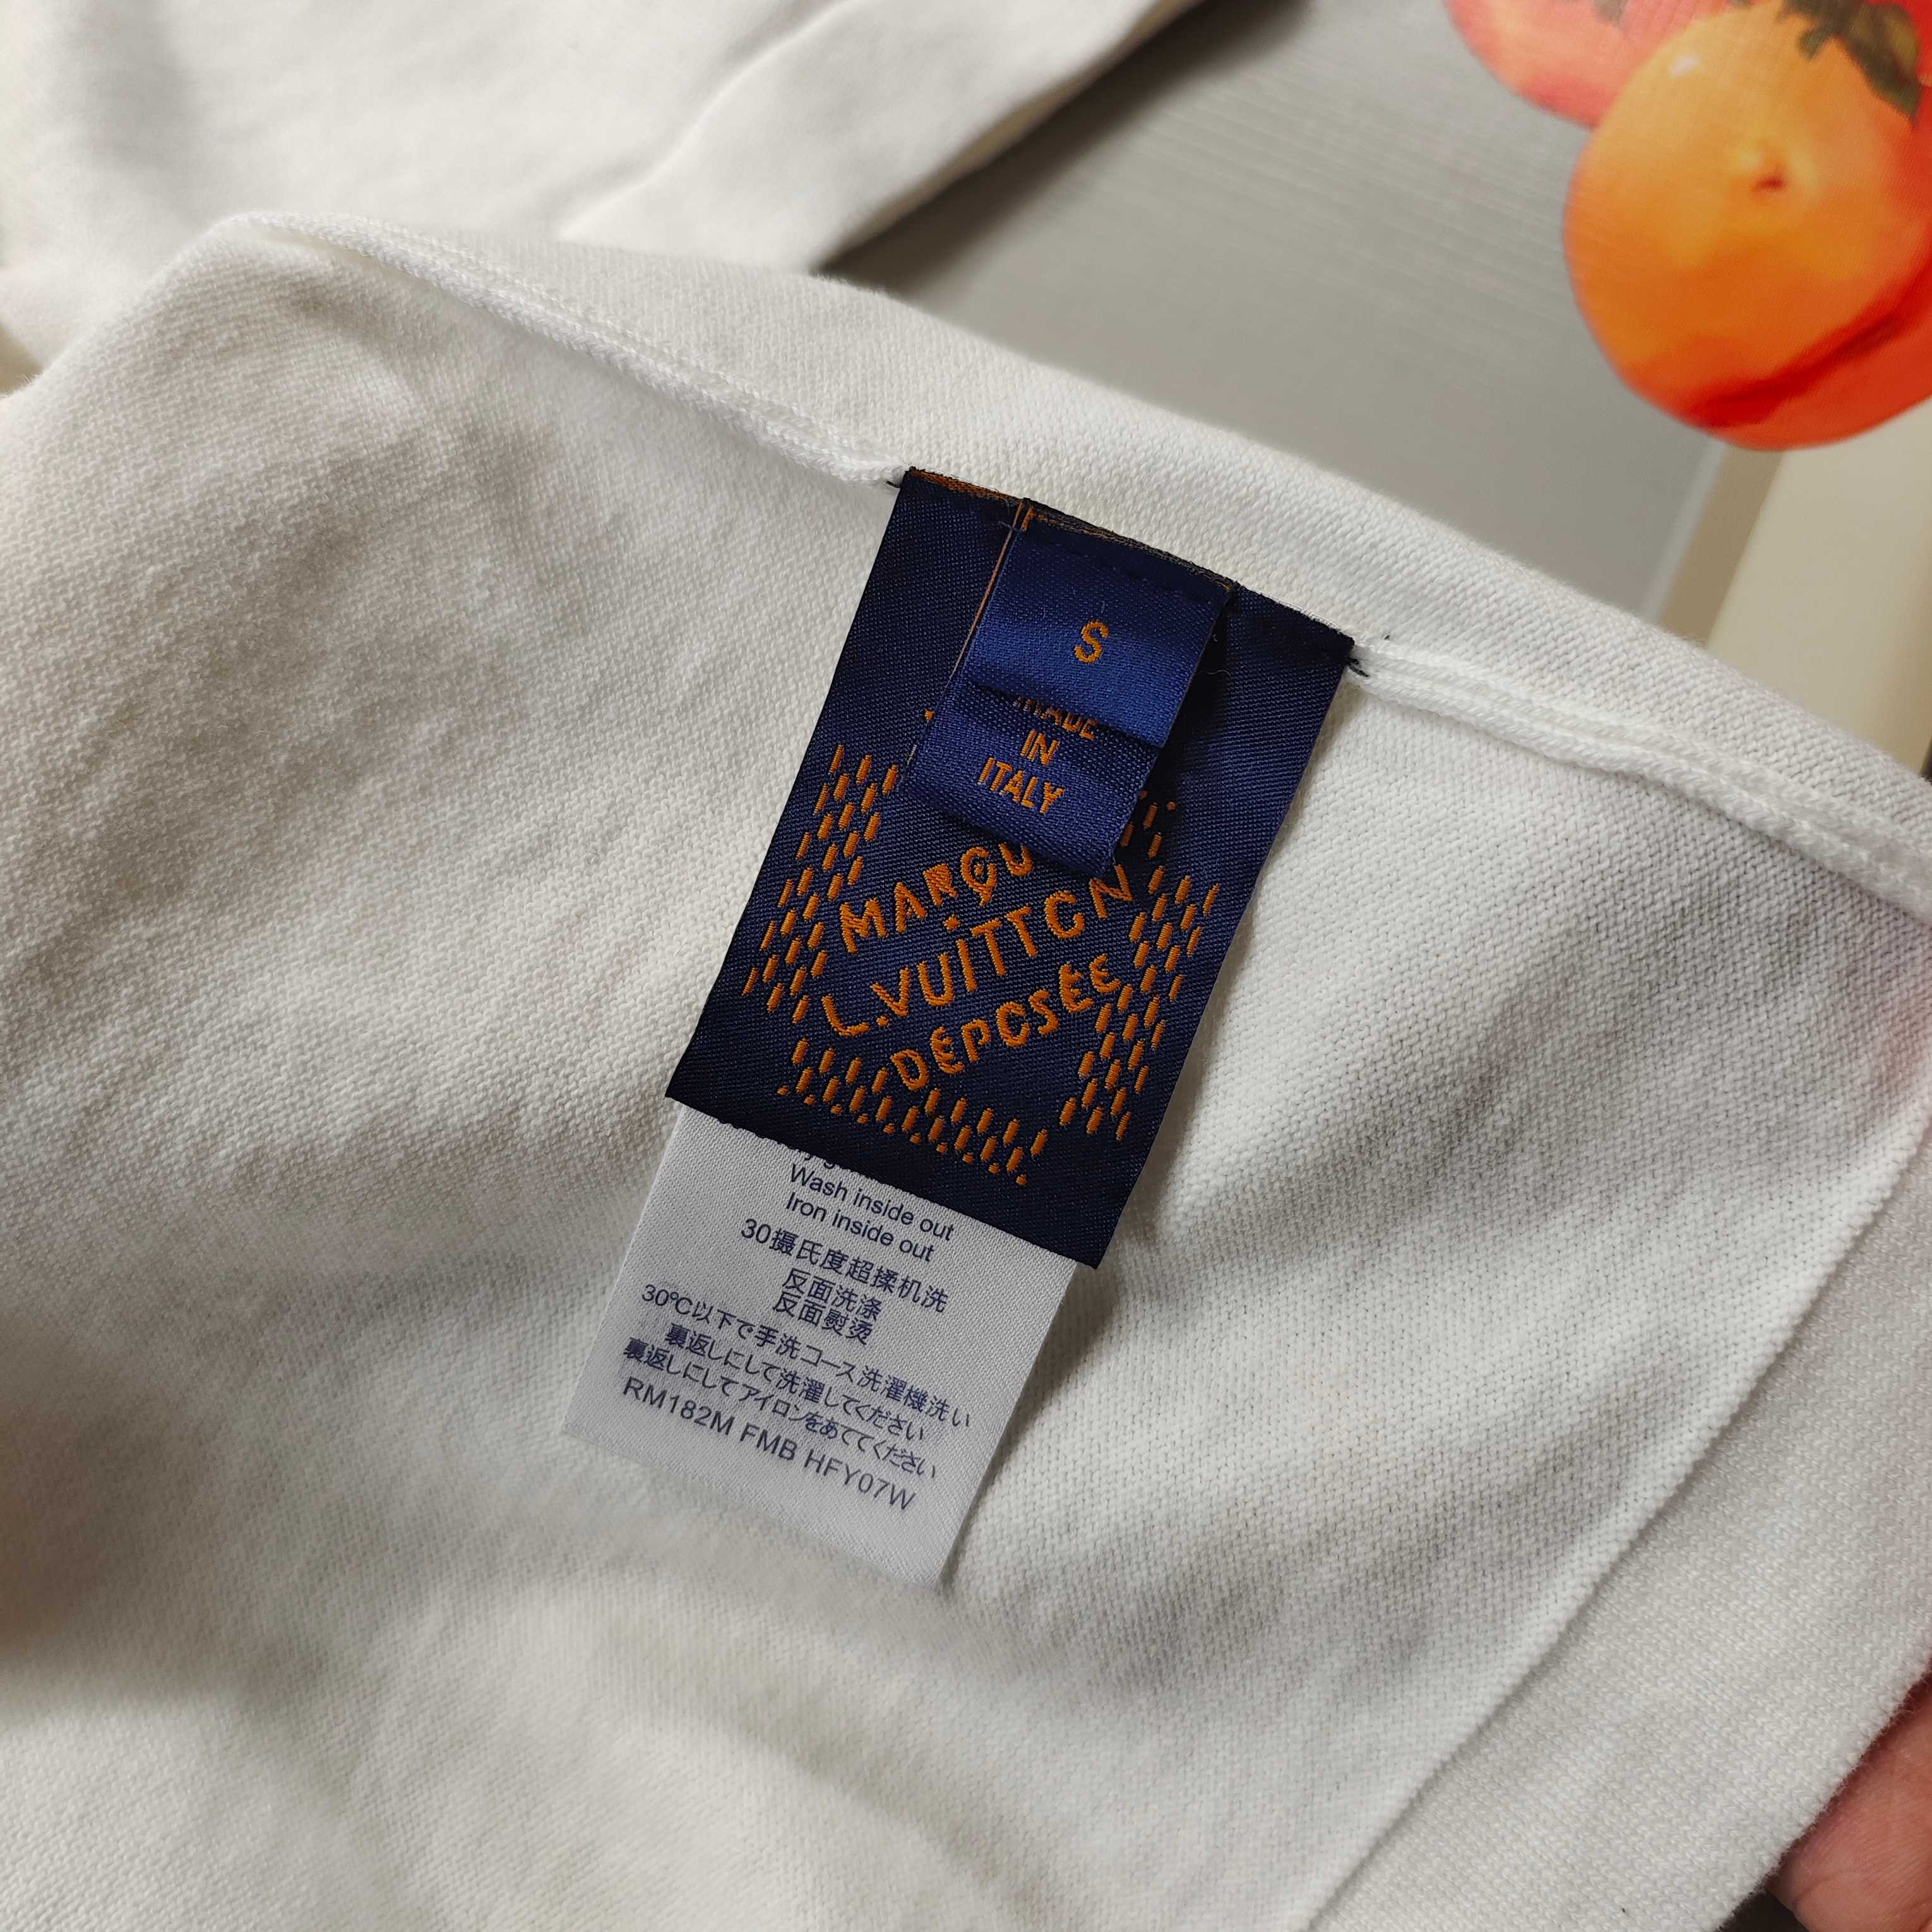 S
MADE
IN
ITALY
L.VUITTON
DÉPOSÉE
Wash inside out
Iron inside out
30摄氏度超揉机洗
反面洗涤
反面熨烫
30℃以下で手洗コース洗濯機洗い
裏返しにして洗濯してください
裏返しにしてアイロンをあててください
RM182M FMB HFY07W